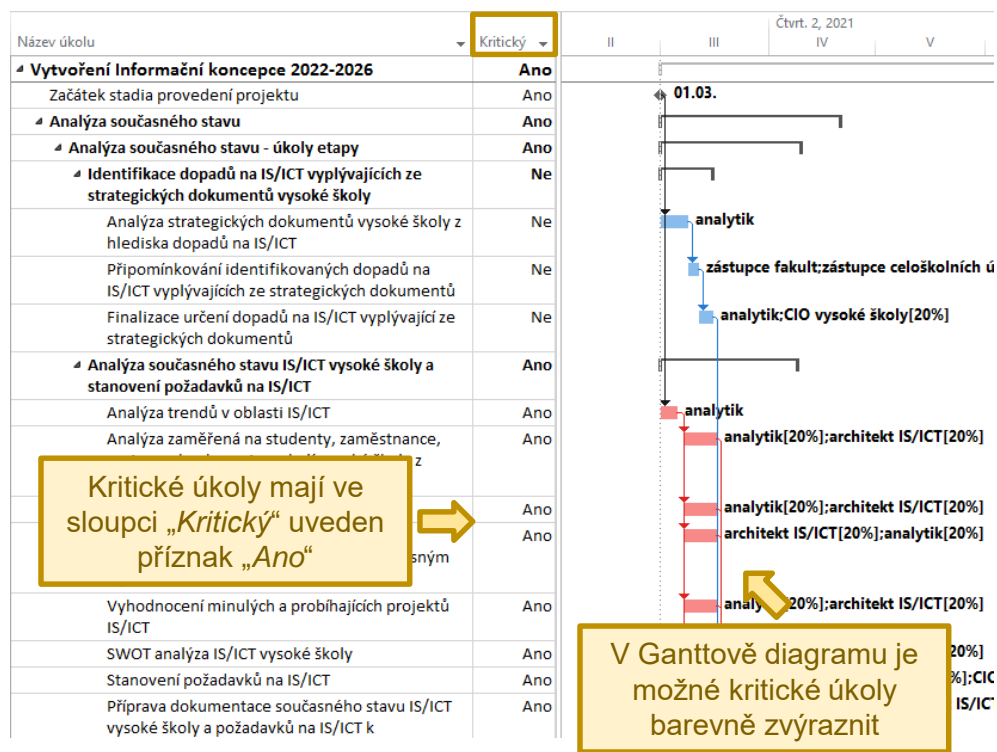 Čtvrt. 2, 2021
Název úkolu Kritický II III IV V
Vytvoření Informační koncepce 2022-2026 Ano
Začátek stadia provedení projektu Ano 01.03.
Analýza současného stavu Ano
Analýza současného stavu - úkoly etapy Ano
Identifikace dopadů na IS/ICT vyplývajících ze Ne
strategických dokumentů vysoké školy
Analýza strategických dokumentů vysoké školy z Ne analytik
hlediska dopadů na IS/ICT
Připomínkování identifikovaných dopadů na Ne zástupce fakult;zástupce celoškolních ú
IS/ICT vyplývajících ze strategických dokumentů
Finalizace určení dopadů na IS/ICT vyplývající ze Ne analytik;CIO vysoké školy[20%]
strategických dokumentů
Analýza současného stavu IS/ICT vysoké školy a Ano
stanovení požadavků na IS/ICT
Analýza trendů v oblasti IS/ICT Ano analytik
Analýza zaměřená na studenty, zaměstnance, Ano analytik[20%];architekt IS/ICT[20%]
z
Kritické úkoly mají ve
sloupci „Kritický“ uveden
příznak „Ano“
Ano analytik[20%];architekt IS/ICT[20%]
Ano architekt IS/ICT[20%];analytik[20%]
sným
Vyhodnocení minulých a probíhajících projektů Ano analy 20%];architekt IS/ICT[20%]
IS/ICT
SWOT analýza IS/ICT vysoké školy Ano 20%]
Stanovení požadavků na IS/ICT Ano %];CIO
Příprava dokumentace současného stavu IS/ICT Ano IS/ICT
vysoké školy a požadavků na IS/ICT k
V Ganttově diagramu je
možné kritické úkoly
barevně zvýraznit